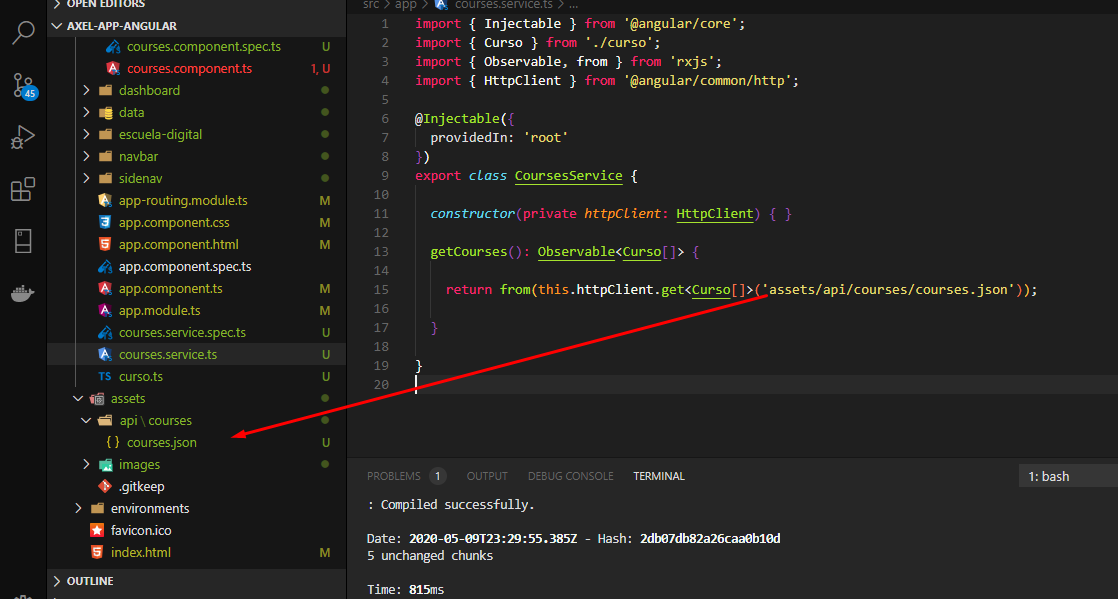 OPEN EDITORS
AXEL-APP-ANGULAR
courses.component.spec.ts U
courses.component.ts 1, U
dashboard
data
escuela-digital
navbar
sidenav
app-routing.module.ts M
app.component.css M
app.component.html M
app.component.spec.ts
app.component.ts M
app.module.ts M
courses.service.spec.ts U
courses.service.ts U
TS curso.ts U
assets
api \ courses
{ } courses.json U
images
.gitkeep
environments
favicon.ico
index.html M
OUTLINE
45
src > app > courses.service.ts > ...
1 import { Injectable } from '@angular/core';
2 import { Curso } from './curso';
3 import { Observable, from } from 'rxjs';
4 import { HttpClient } from '@angular/common/http';
5
6 @Injectable({
7 providedIn: 'root'
8 })
9 export class CoursesService {
10
11 constructor(private httpClient: HttpClient) { }
12
13 getCourses(): Observable<Curso[]> {
14
15 return from(this.httpClient.get<Curso[]>('assets/api/courses/courses.json'));
16
17 }
18
19 }
20
PROBLEMS 1 OUTPUT DEBUG CONSOLE TERMINAL 1: bash
: Compiled successfully.
Date: 2020-05-09T23:29:55.385Z - Hash: 2db07db82a26caa0b10d
5 unchanged chunks
Time: 815ms